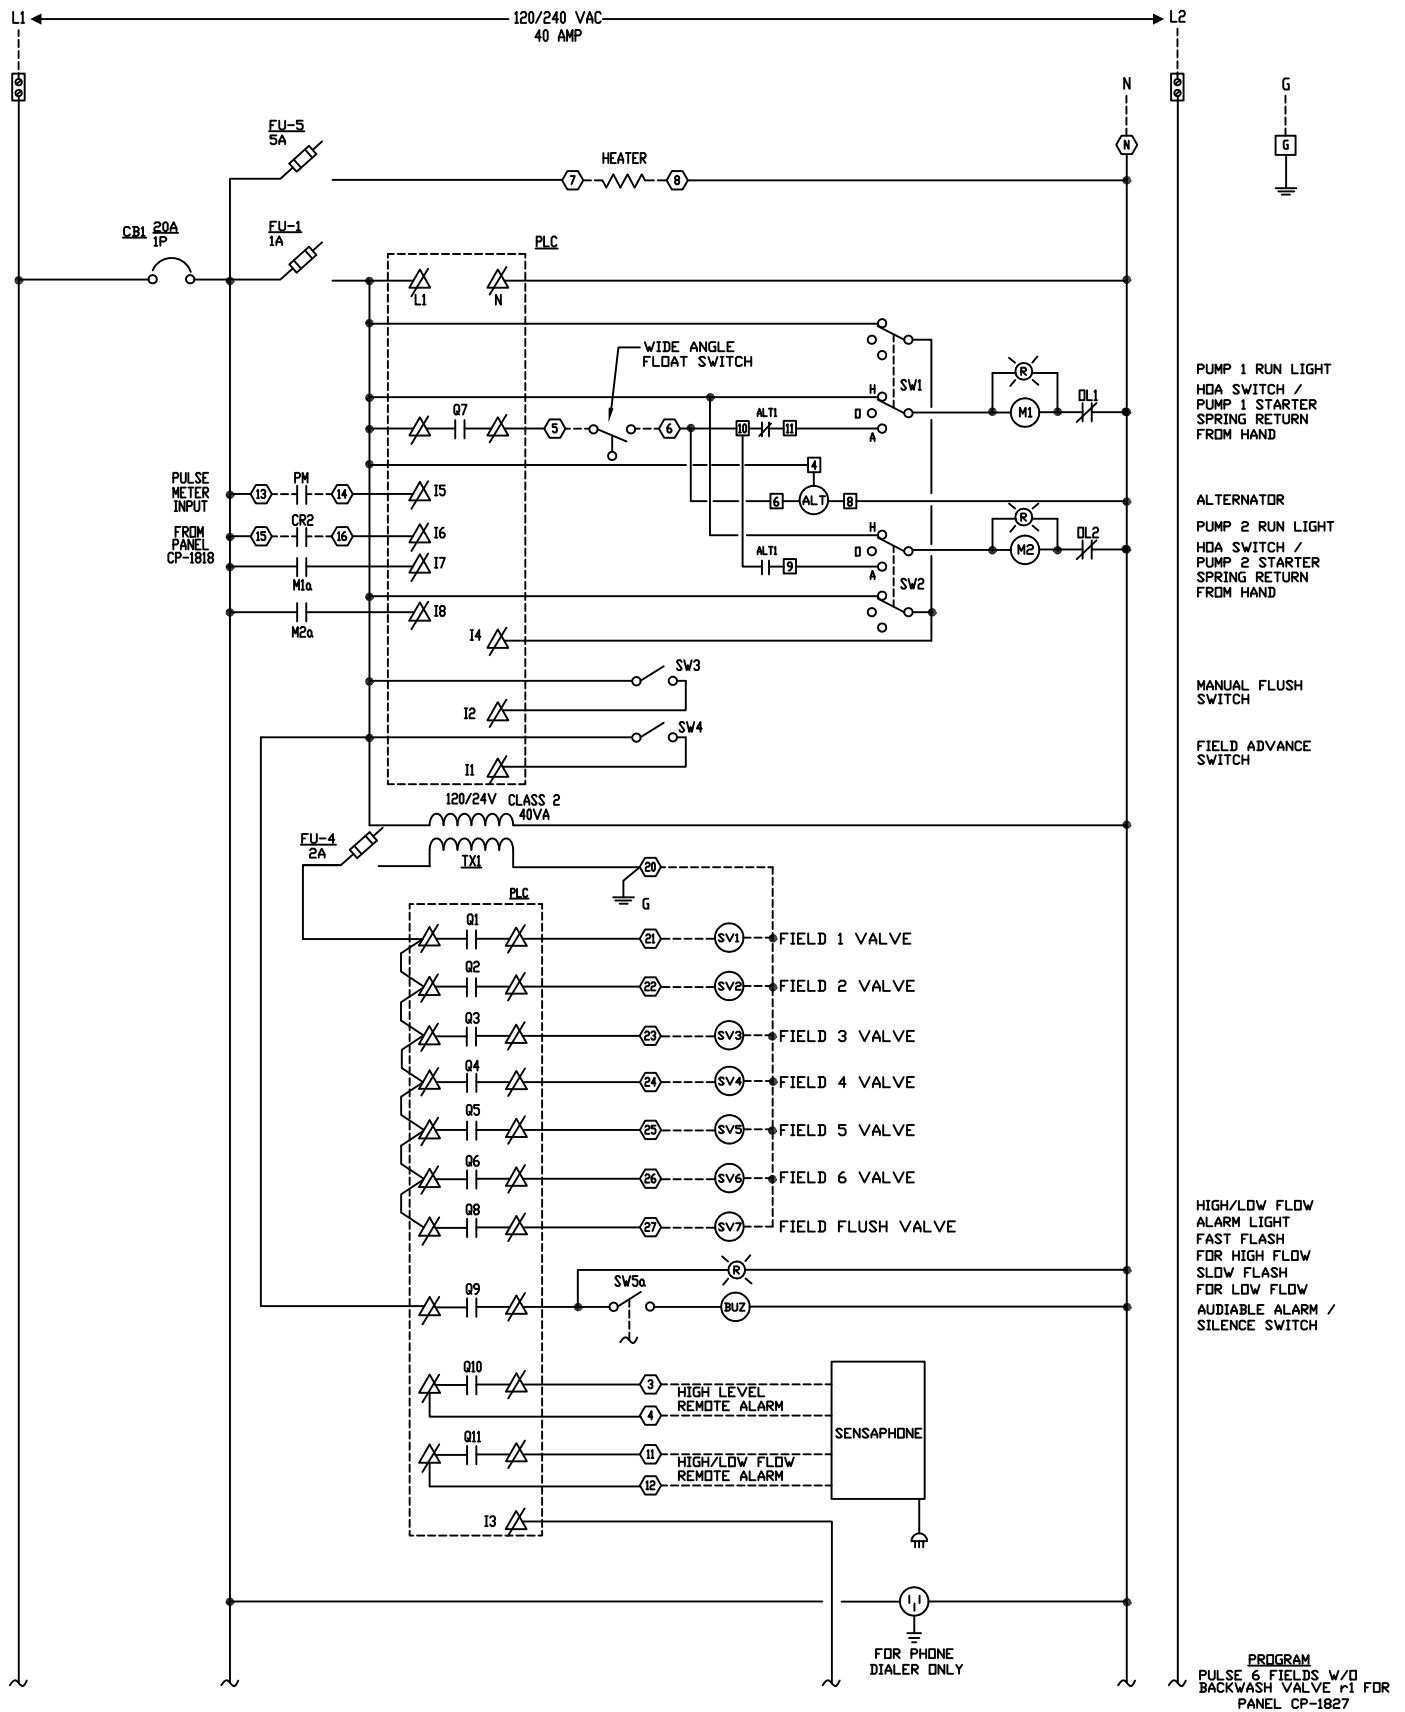 L1
120/240 VAC
40 AMP
L2
N
G
N
G
FU-5
5A
7
HEATER
8
CB1
20A
1P
FU-1
1A
PLC
L1
N
WIDE ANGLE
FLOAT SWITCH
SW1
R
PUMP 1 RUN LIGHT
HOA SWITCH /
PUMP 1 STARTER
SPRING RETURN
FROM HAND
H
O
A
M1
OL1
Q7
5
6
10
ALT1
11
4
6
ALT
8
ALTERNATOR
PULSE
METER
INPUT
13
PM
14
I5
FROM
PANEL
CP-1818
15
CR2
16
I6
I7
M1a
I8
M2a
R
PUMP 2 RUN LIGHT
HOA SWITCH /
PUMP 2 STARTER
SPRING RETURN
FROM HAND
H
O
A
M2
OL2
ALT1
9
SW2
I4
SW3
I2
MANUAL FLUSH
SWITCH
SW4
I1
FIELD ADVANCE
SWITCH
120/24V
CLASS 2
40VA
FU-4
2A
TX1
20
G
PLC
Q1
21
SV1
FIELD 1 VALVE
Q2
22
SV2
FIELD 2 VALVE
Q3
23
SV3
FIELD 3 VALVE
Q4
24
SV4
FIELD 4 VALVE
Q5
25
SV5
FIELD 5 VALVE
Q6
26
SV6
FIELD 6 VALVE
Q8
27
SV7
FIELD FLUSH VALVE
HIGH/LOW FLOW
ALARM LIGHT
FAST FLASH
FOR HIGH FLOW
SLOW FLASH
FOR LOW FLOW
R
Q9
SW5a
BUZ
AUDIABLE ALARM /
SILENCE SWITCH
Q10
3
HIGH LEVEL
REMOTE ALARM
4
SENSAPHONE
Q11
11
HIGH/LOW FLOW
REMOTE ALARM
12
I3
FOR PHONE
DIALER ONLY
PROGRAM
PULSE 6 FIELDS W/O
BACKWASH VALVE r1 FOR
PANEL CP-1827